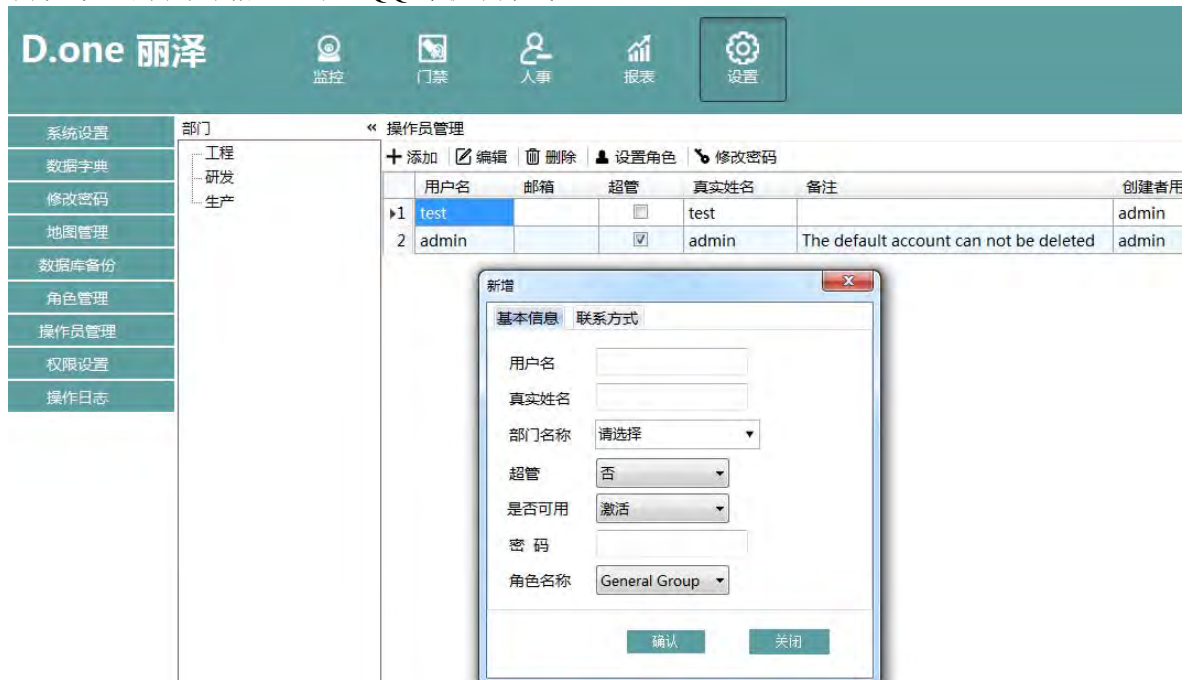 D.one 丽泽
监控 门禁 人事 报表 设置
系统设置
数据字典
修改密码
地图管理
数据库备份
角色管理
操作员管理
权限设置
操作日志
部门 «
工程
研发
生产
操作员管理
添加 编辑 删除 设置角色 修改密码
用户名 邮箱 超管 真实姓名 备注 创建者用
1 test test admin
2 admin admin The default account can not be deleted admin
新增
基本信息 联系方式
用户名
真实姓名
部门名称 请选择
超管 否
是否可用 激活
密 码
角色名称 General Group
确认 关闭